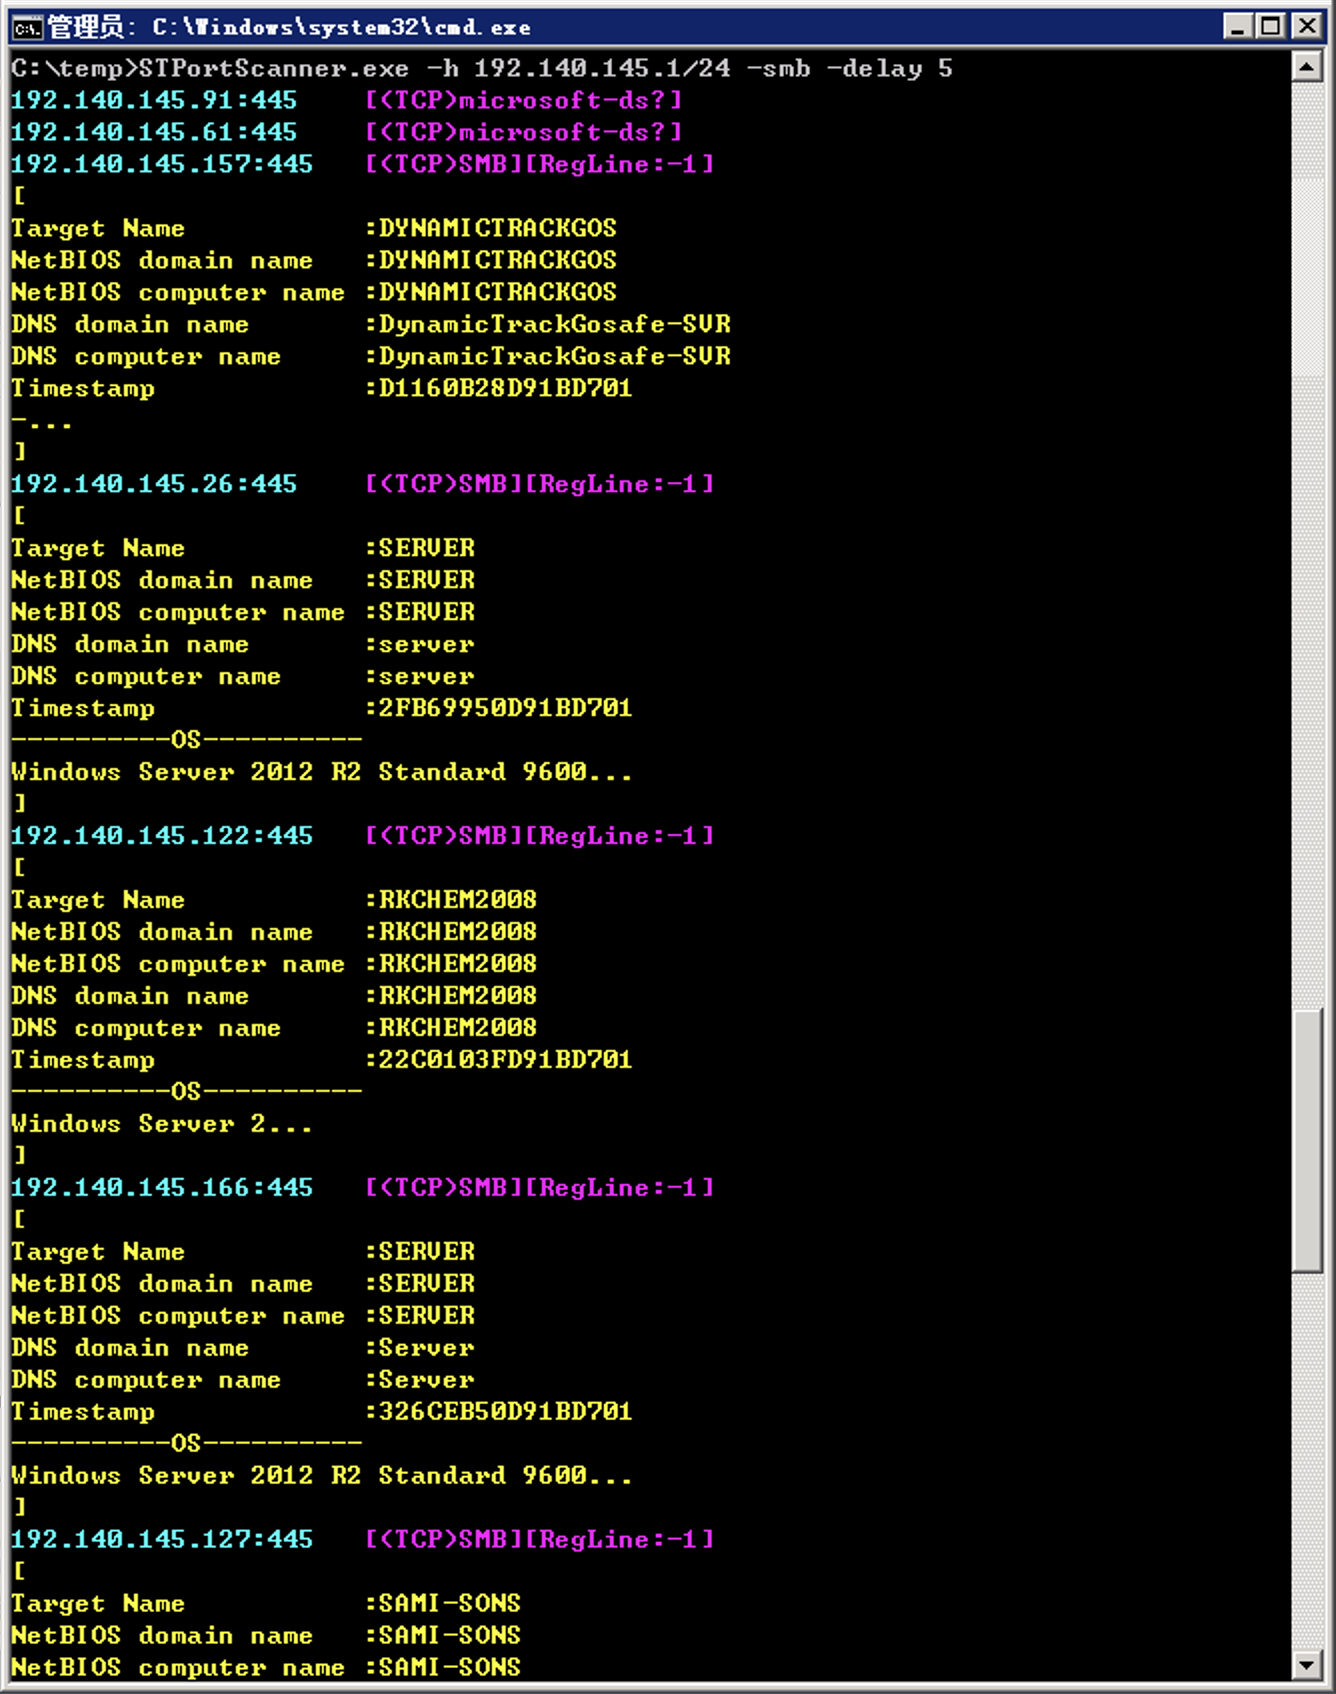 管理员: C:\Windows\system32\cmd.exe
C:\temp>STPortScanner.exe -h 192.140.145.1/24 -smb -delay 5
192.140.145.91:445 [(TCP)microsoft-ds?]
192.140.145.61:445 [(TCP)microsoft-ds?]
192.140.145.157:445 [(TCP)SMB][RegLine:-1]
[
Target Name :DYNAMICTRACKGOS
NetBIOS domain name :DYNAMICTRACKGOS
NetBIOS computer name :DYNAMICTRACKGOS
DNS domain name :DynamicTrackGosafe-SVR
DNS computer name :DynamicTrackGosafe-SVR
Timestamp :D1160B28D91BD701
-...
]
192.140.145.26:445 [(TCP)SMB][RegLine:-1]
[
Target Name :SERVER
NetBIOS domain name :SERVER
NetBIOS computer name :SERVER
DNS domain name :server
DNS computer name :server
Timestamp :2FB69950D91BD701
----------OS----------
Windows Server 2012 R2 Standard 9600...
]
192.140.145.122:445 [(TCP)SMB][RegLine:-1]
[
Target Name :RKCHEM2008
NetBIOS domain name :RKCHEM2008
NetBIOS computer name :RKCHEM2008
DNS domain name :RKCHEM2008
DNS computer name :RKCHEM2008
Timestamp :22C0103FD91BD701
----------OS----------
Windows Server 2...
]
192.140.145.166:445 [(TCP)SMB][RegLine:-1]
[
Target Name :SERVER
NetBIOS domain name :SERVER
NetBIOS computer name :SERVER
DNS domain name :Server
DNS computer name :Server
Timestamp :326CEB50D91BD701
----------OS----------
Windows Server 2012 R2 Standard 9600...
]
192.140.145.127:445 [(TCP)SMB][RegLine:-1]
[
Target Name :SAMI-SONS
NetBIOS domain name :SAMI-SONS
NetBIOS computer name :SAMI-SONS